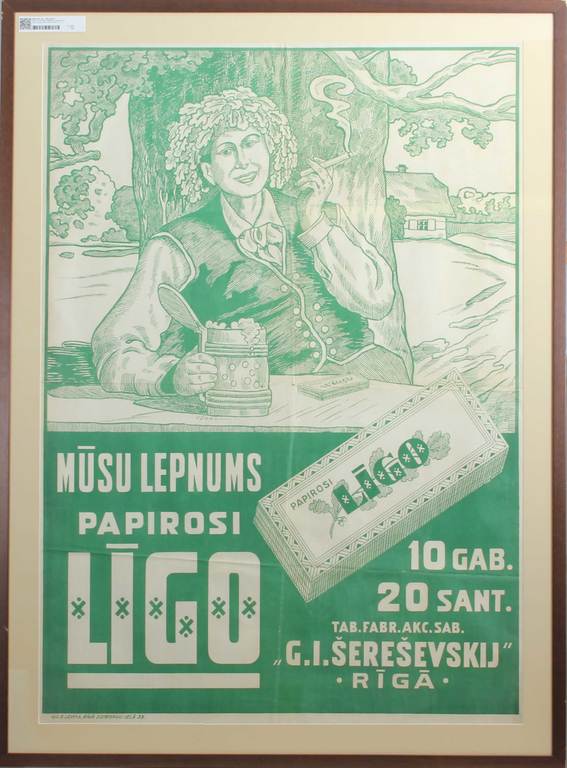 MŪSU LEPNUMS
PAPIROSI
LĪGO
PAPIROSI
LĪGO
10 GAB.
20 SANT.
TAB. FABR. AKC. SAB.
„G.I. ŠEREŠEVSKIJ"
· RĪGĀ ·